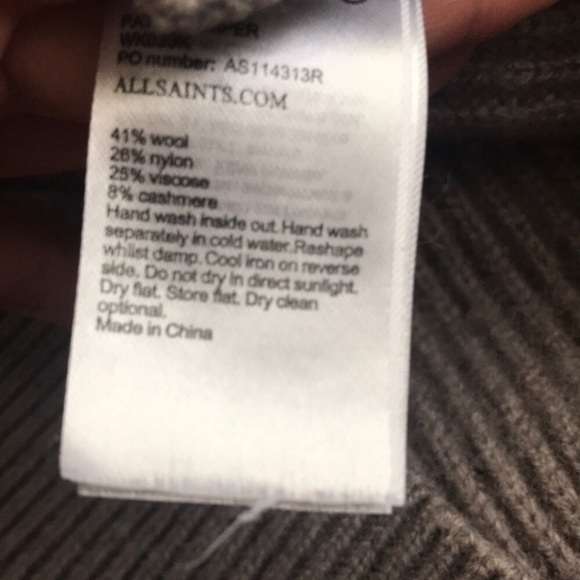 PA PER
PO number: AS114313R
ALLSAINTS.COM
41% wool
26% nylon
25% viscose
8% cashmere
Hand wash inside out. Hand wash
separately in cold water.Reshape
whilst damp. Cool iron on reverse
side. Do not dry in direct sunlight.
Dry flat. Store flat. Dry clean
optional.
Made in China